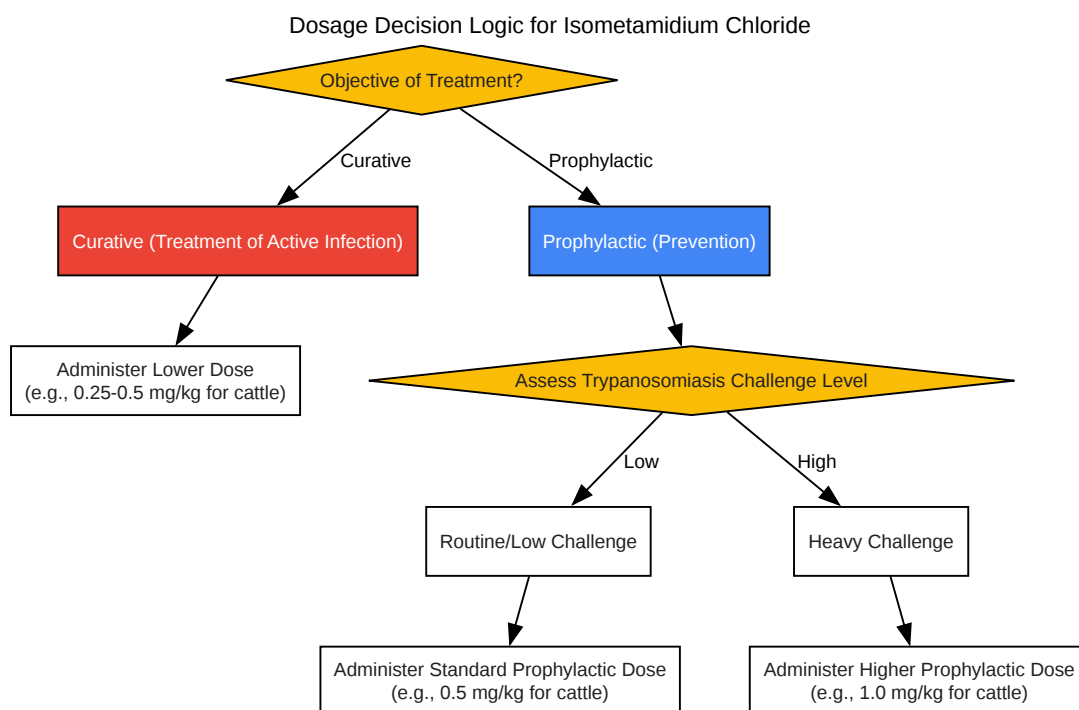 Dosage Decision Logic for Isometamidium Chloride
Objective of Treatment?
Curative
Prophylactic
Curative (Treatment of Active Infection)
Prophylactic (Prevention)
Administer Lower Dose
(e.g., 0.25-0.5 mg/kg for cattle)
Assess Trypanosomiasis Challenge Level
Low
High
Routine/Low Challenge
Heavy Challenge
Administer Standard Prophylactic Dose
(e.g., 0.5 mg/kg for cattle)
Administer Higher Prophylactic Dose
(e.g., 1.0 mg/kg for cattle)